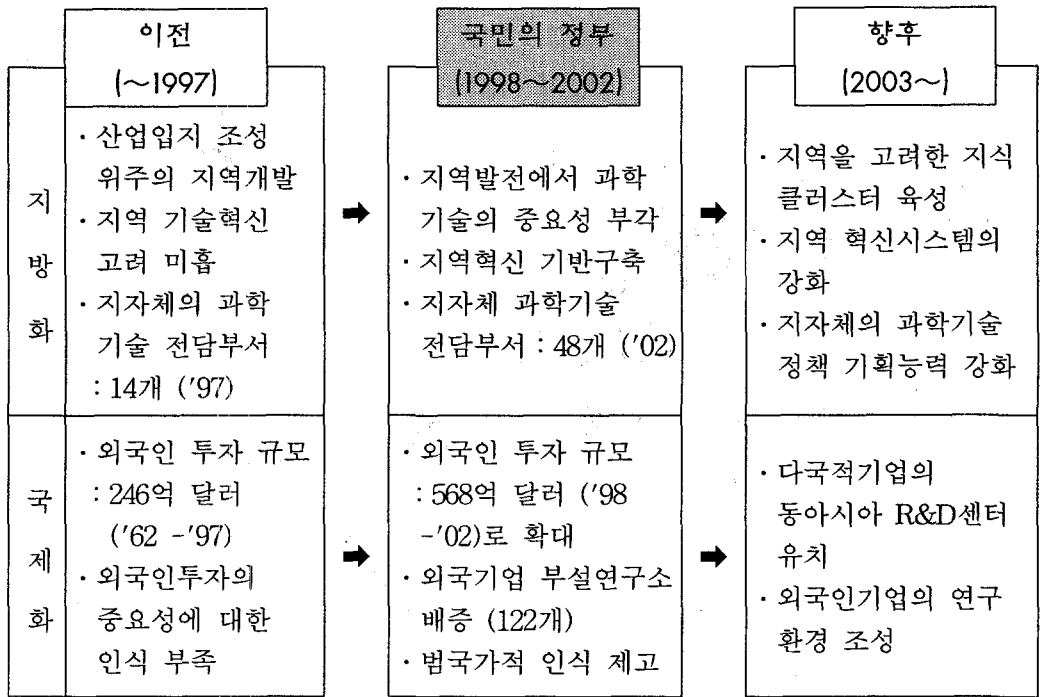 이전
(～1997)
국민의 정부
(1998～2002)
향후
(2003～)
지
방
화
· 산업입지 조성
위주의 지역개발
· 지역 기술혁신
고려 미흡
· 지자체의 과학
기술 전담부서
: 14개 ('97)
· 지역발전에서 과학
기술의 중요성 부각
· 지역혁신 기반구축
· 지자체 과학기술
전담부서 : 48개 ('02)
· 지역을 고려한 지식
클러스터 육성
· 지역 혁신시스템의
강화
· 지자체의 과학기술
정책 기획능력 강화
국
제
화
· 외국인 투자 규모
: 246억 달러
('62 -'97)
· 외국인투자의
중요성에 대한
인식 부족
· 외국인 투자 규모
: 568억 달러 ('98
-'02)로 확대
· 외국기업 부설연구소
배증 (122개)
· 범국가적 인식 제고
· 다국적기업의
동아시아 R&D센터
유치
· 외국인기업의 연구
환경 조성